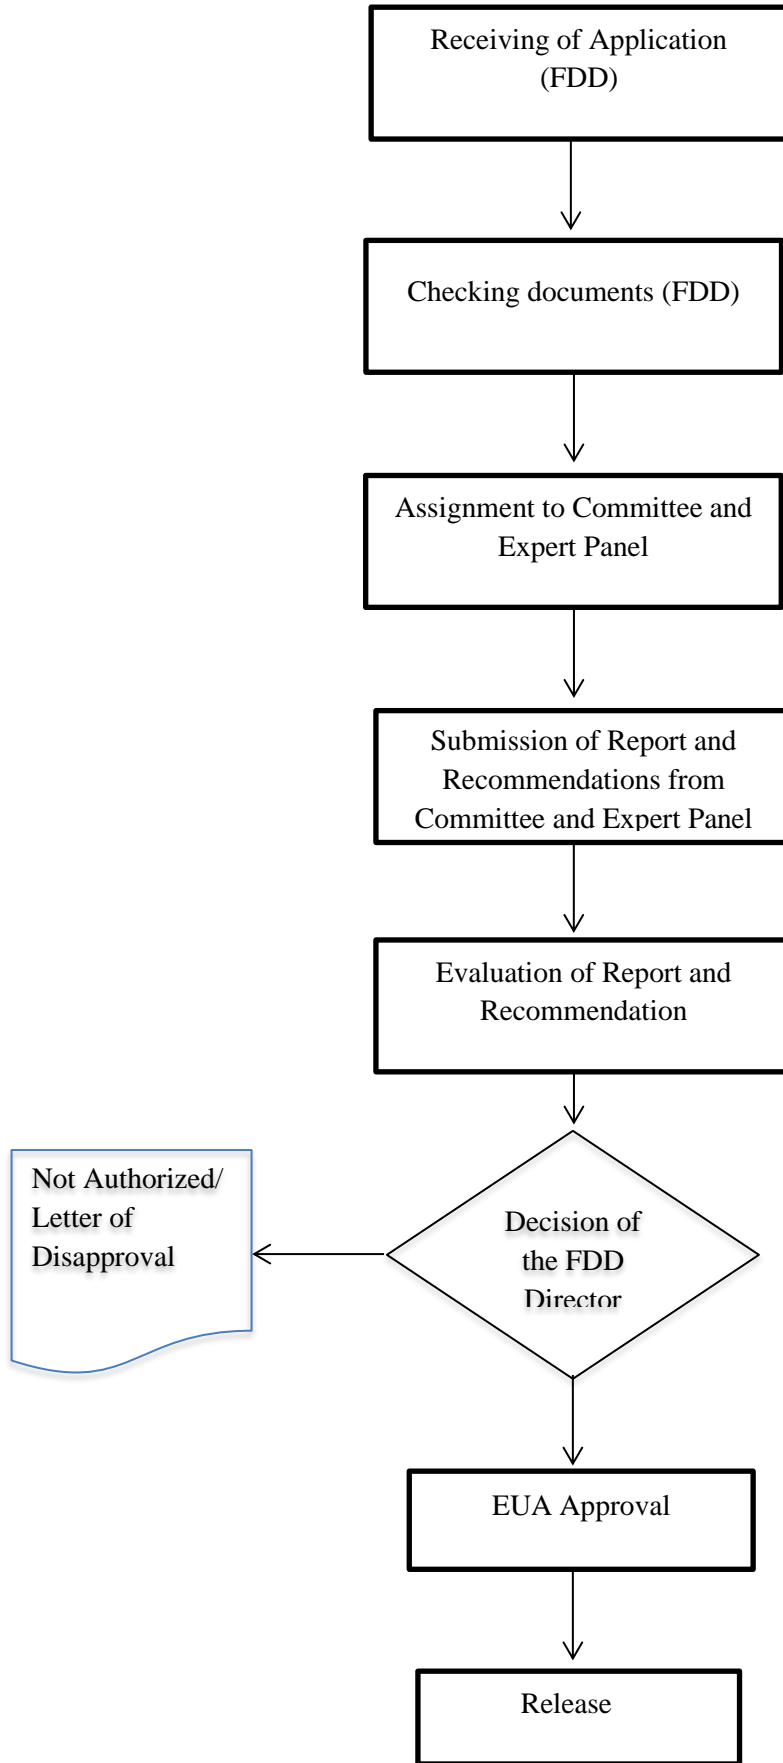 Receiving of Application
(FDD)
Checking documents (FDD)
Assignment to Committee and
Expert Panel
Submission of Report and
Recommendations from
Committee and Expert Panel
Evaluation of Report and
Recommendation
Not Authorized/
Letter of
Disapproval
Decision of
the FDD
Director
EUA Approval
Release